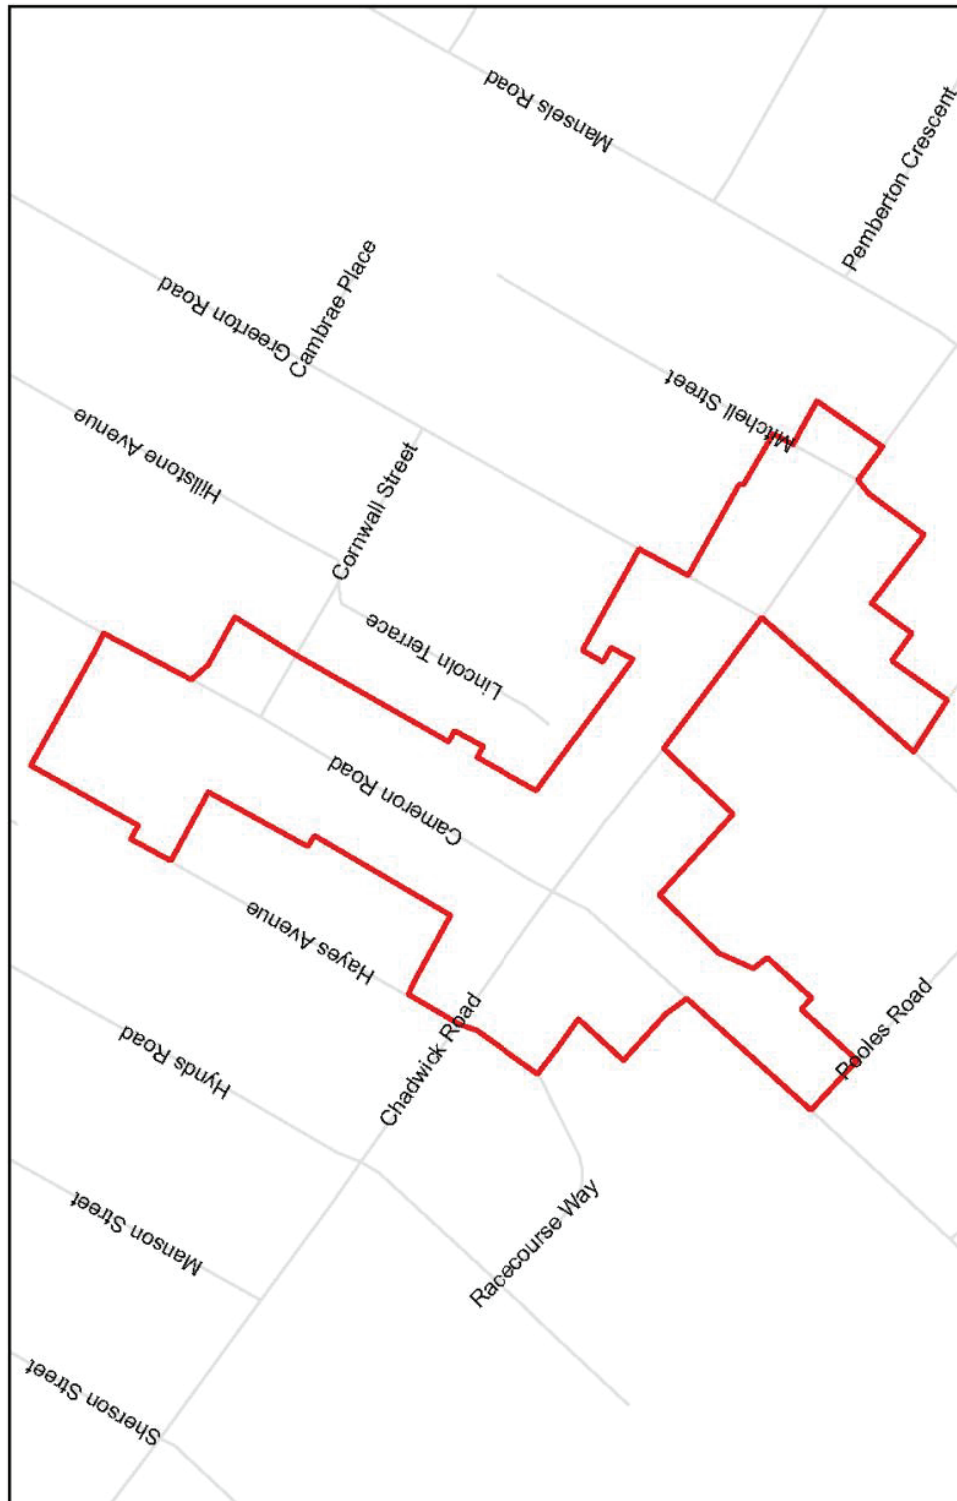 Mansels Road
Pemberton Crescent
Greerton Road
Cambrae Place
Mitchell Street
Hillstone Avenue
Cornwall Street
Lincoln Terrace
Cameron Road
Hayes Avenue
Pooles Road
Chadwick Road
Hynds Road
Racecourse Way
Manson Street
Sherson Street